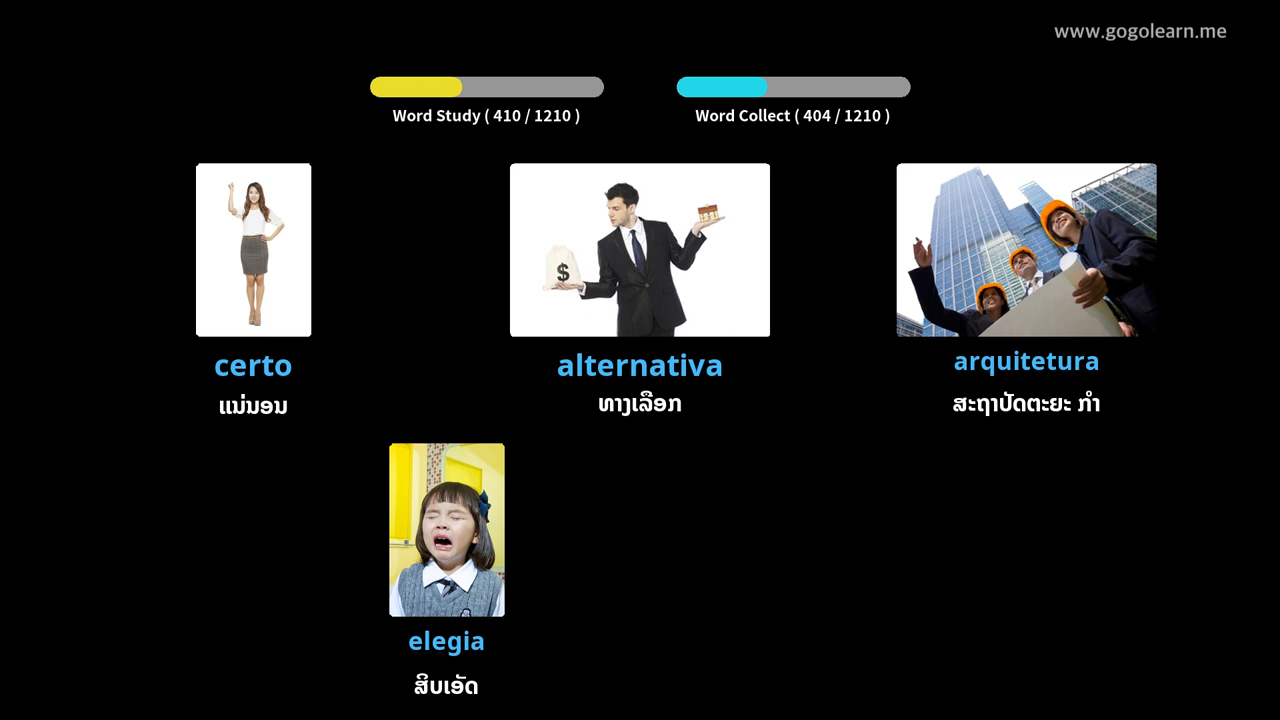 www.gogolearn.me
Word Study ( 410 / 1210 )
Word Collect ( 404 / 1210 )
$
certo
ແນ່ນອນ
alternativa
ທາງເລືອກ
arquitetura
ສະຖາປັດຕະຍະ ກຳ
elegia
ສິບເອັດ